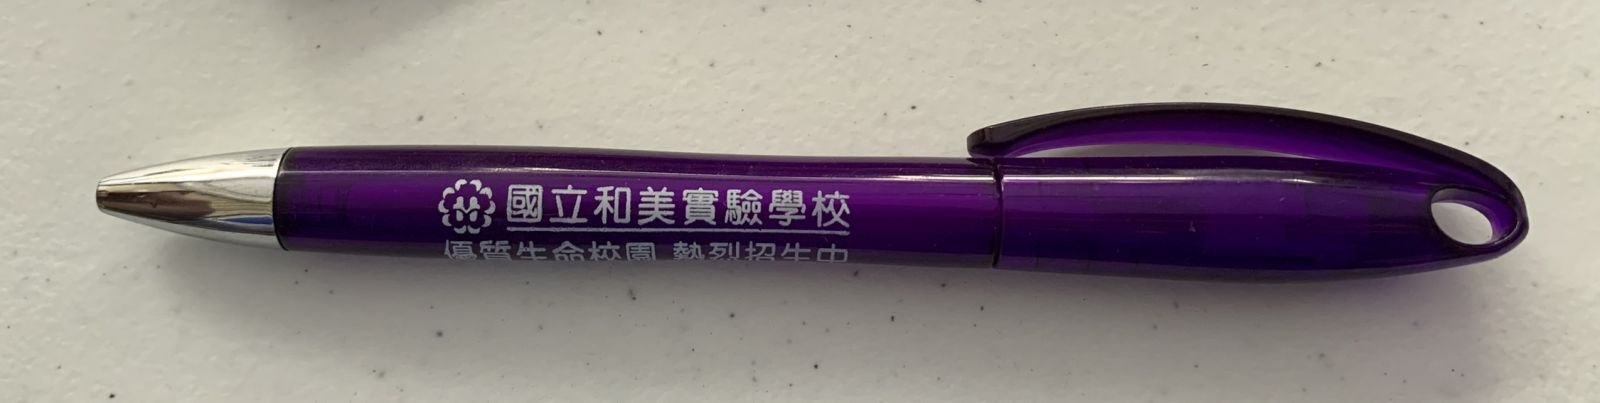 國立和美實驗學校
優質生命校園 熱烈招生中